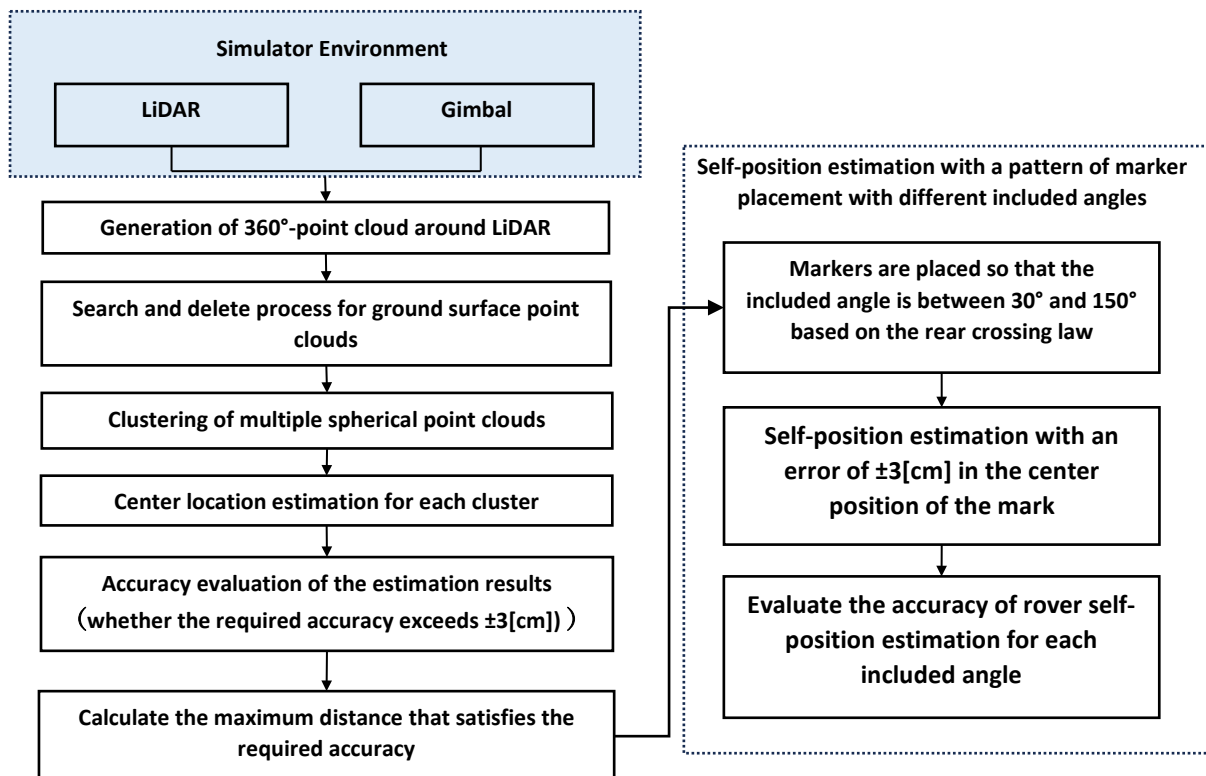 Simulator Environment
LiDAR
Gimbal
Generation of 360°-point cloud around LiDAR
Search and delete process for ground surface point
clouds
Clustering of multiple spherical point clouds
Center location estimation for each cluster
Accuracy evaluation of the estimation results
（whether the required accuracy exceeds ±3[cm])）
Calculate the maximum distance that satisfies the
required accuracy
Self-position estimation with a pattern of marker
placement with different included angles
Markers are placed so that the
included angle is between 30° and 150°
based on the rear crossing law
Self-position estimation with an
error of ±3[cm] in the center
position of the mark
Evaluate the accuracy of rover self-
position estimation for each
included angle